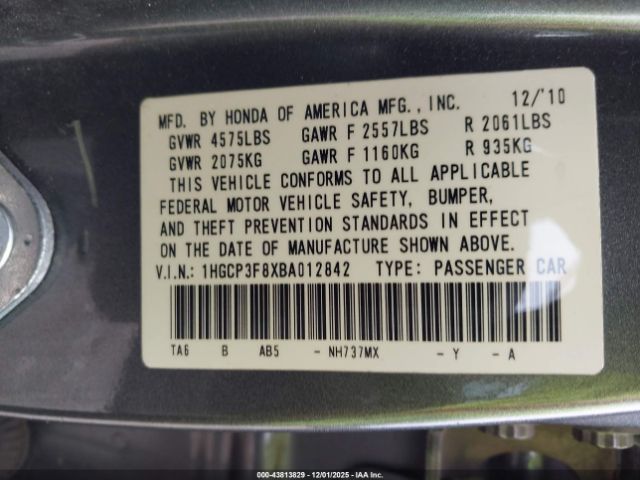 MFD. BY HONDA OF AMERICA MFG., INC. 12/'10
GVWR 4575LBS GAWR F 2557LBS R 2061LBS
GVWR 2075KG GAWR F 1160KG R 935KG
THIS VEHICLE CONFORMS TO ALL APPLICABLE
FEDERAL MOTOR VEHICLE SAFETY, BUMPER,
AND THEFT PREVENTION STANDARDS IN EFFECT
ON THE DATE OF MANUFACTURE SHOWN ABOVE.
V.I.N.: 1HGCP3F8XBA012842 TYPE: PASSENGER CAR
TA6 B AB5 - NH737MX - Y - A
00-43813829 - 12/01/2025 - IAA Inc.